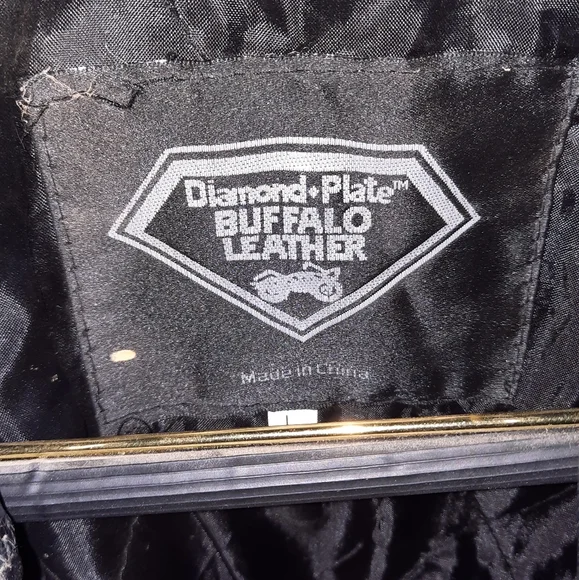 Diamond♦Plate™
BUFFALO
LEATHER
Made in China
L